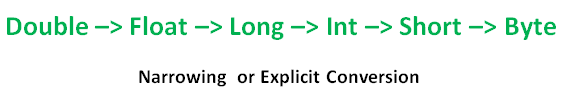 Double –> Float –> Long –> Int –> Short –> Byte
Narrowing or Explicit Conversion